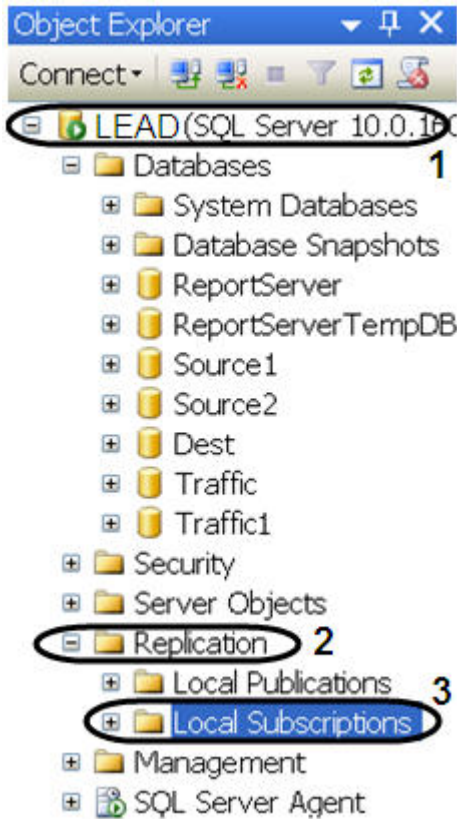 Object Explorer
Connect
LEAD(SQL Server 10.0.160
1
Databases
System Databases
Database Snapshots
ReportServer
ReportServerTempDB
Source1
Source2
Dest
Traffic
Traffic1
Security
Server Objects
Replication 2
Local Publications
3
Local Subscriptions
Management
SQL Server Agent